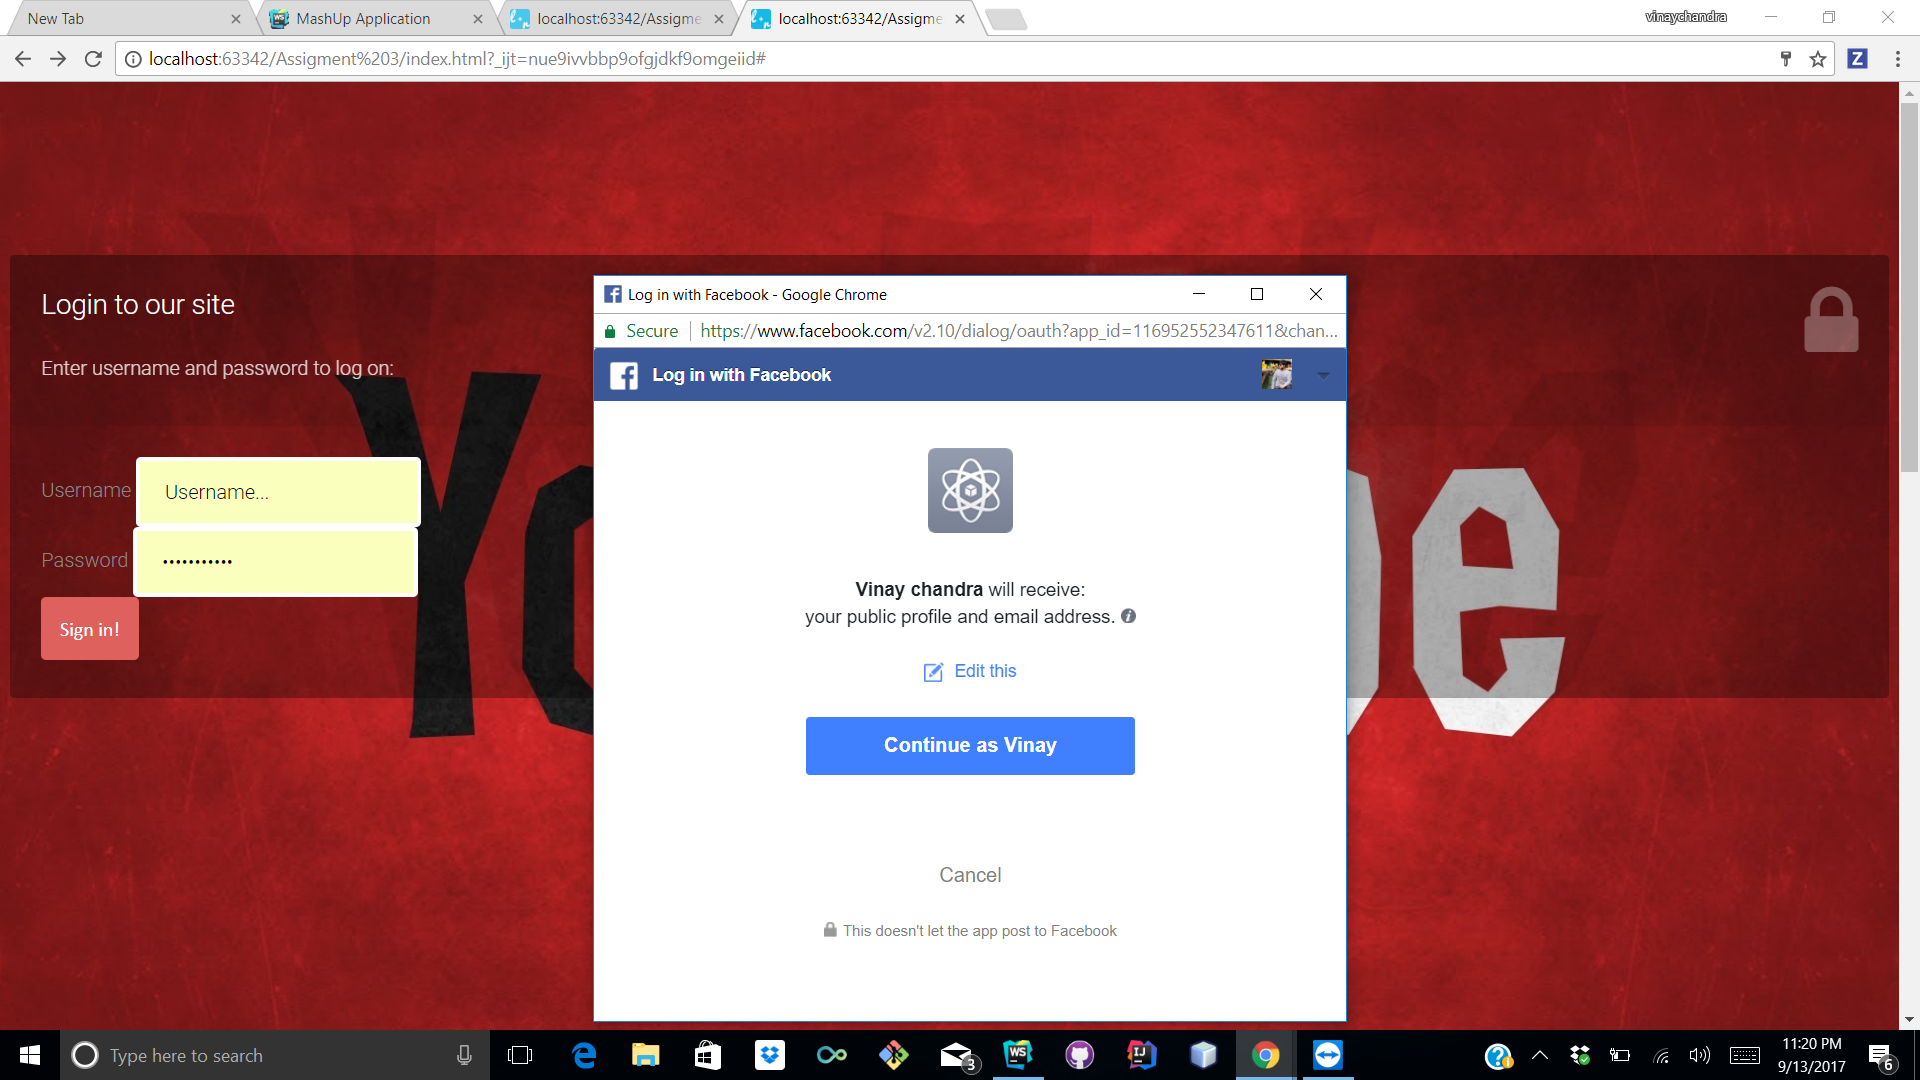 New Tab
MashUp Application
localhost:63342/Assigme
localhost:63342/Assigme
vinaychandra
localhost:63342/Assigment%203/index.html?_ijt=nue9ivvbbp9ofgjdkf9omgeiid#
Z
Login to our site
Enter username and password to log on:
Username
Username...
Password
Sign in!
Log in with Facebook - Google Chrome
Secure
https://www.facebook.com/v2.10/dialog/oauth?app_id=116952552347611&chan...
Log in with Facebook
Vinay chandra will receive:
your public profile and email address.
Edit this
Continue as Vinay
Cancel
This doesn't let the app post to Facebook
Type here to search
3
WS
IJ
11:20 PM
9/13/2017
6